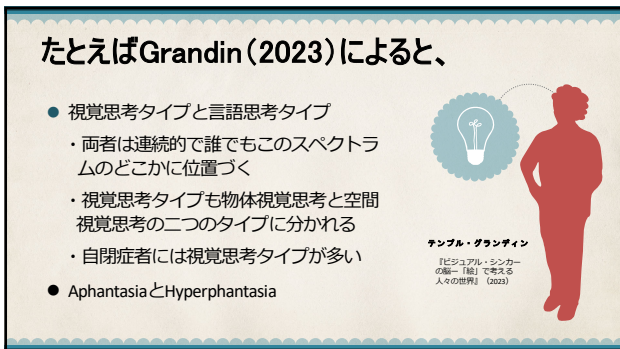 たとえばGrandin（2023）によると、
● 視覚思考タイプと言語思考タイプ
・両者は連続的で誰でもこのスペクトラ
ムのどこかに位置づく
・視覚思考タイプも物体視覚思考と空間
視覚思考の二つのタイプに分かれる
・自閉症者には視覚思考タイプが多い
● AphantasiaとHyperphantasia
テンプル・グランディン
『ビジュアル・シンカー
の脳ー「絵」で考える
人々の世界』（2023）